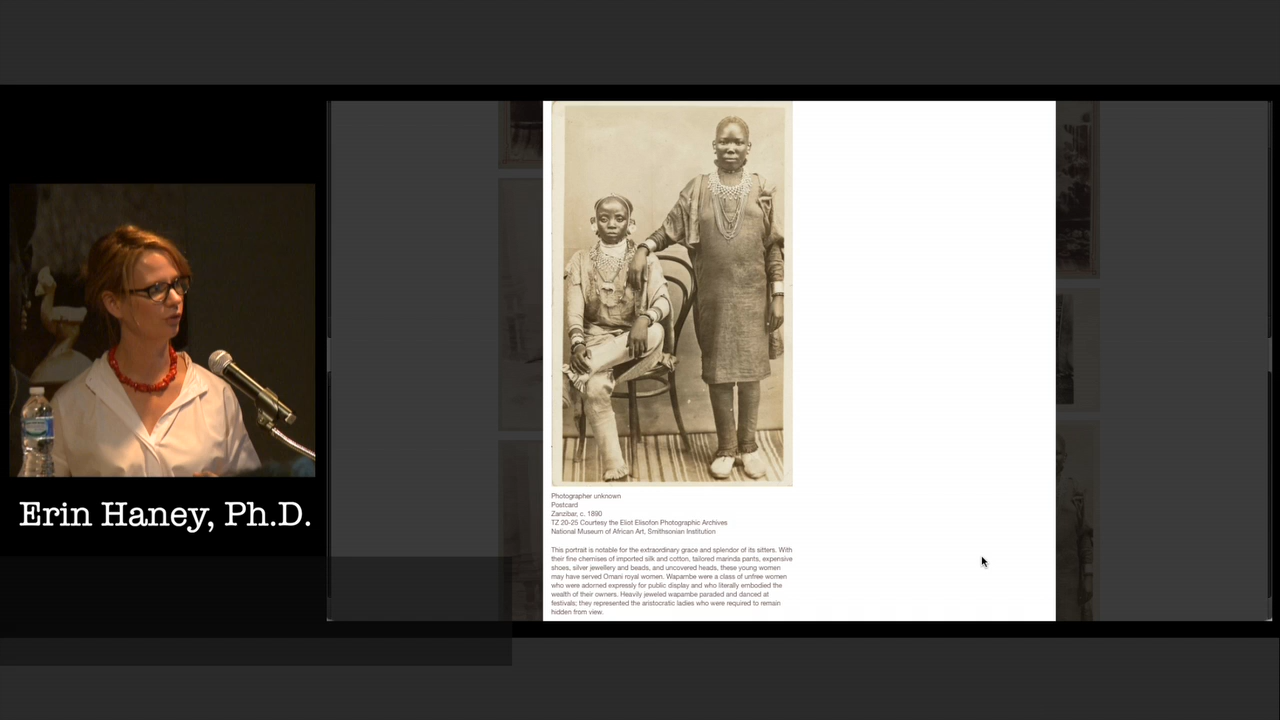 Erin Haney, Ph.D.
Photographer unknown
Postcard
Zanzibar, c. 1890
TZ 20-25 Courtesy the Eliot Elisofon Photographic Archives
National Museum of African Art, Smithsonian Institution
This portrait is notable for the extraordinary grace and splendor of its sitters. With
their fine chemises of imported silk and cotton, tailored marinda pants, expensive
shoes, silver jewellery and beads, and uncovered heads, these young women
may have served Omani royal women. Wapambe were a class of unfree women
who were adorned expressly for public display and who literally embodied the
wealth of their owners. Heavily jeweled wapambe paraded and danced at
festivals; they represented the aristocratic ladies who were required to remain
hidden from view.